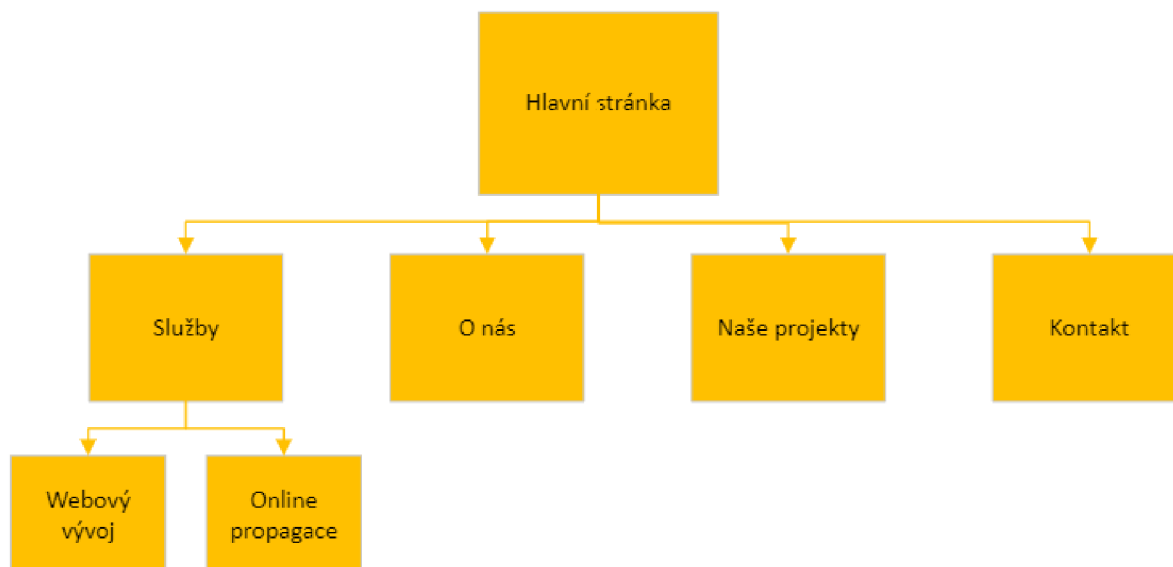 Hlavní stránka
Služby
O nás
Naše projekty
Kontakt
Webový
vývoj
Online
propagace